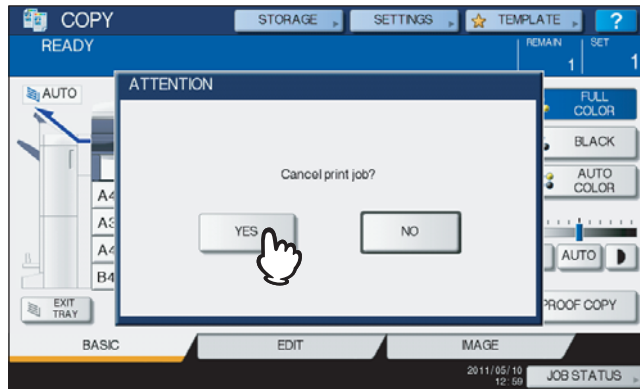 COPY
STORAGE
SETTINGS
TEMPLATE
?
READY
REMAIN
1
SET
1
AUTO
ATTENTION
FULL
COLOR
BLACK
AUTO
COLOR
Cancel print job?
YES
NO
A4
A3
A4
B4
AUTO
EXIT
TRAY
PROOF COPY
BASIC
EDIT
IMAGE
2011/05/10
12:59
JOB STATUS